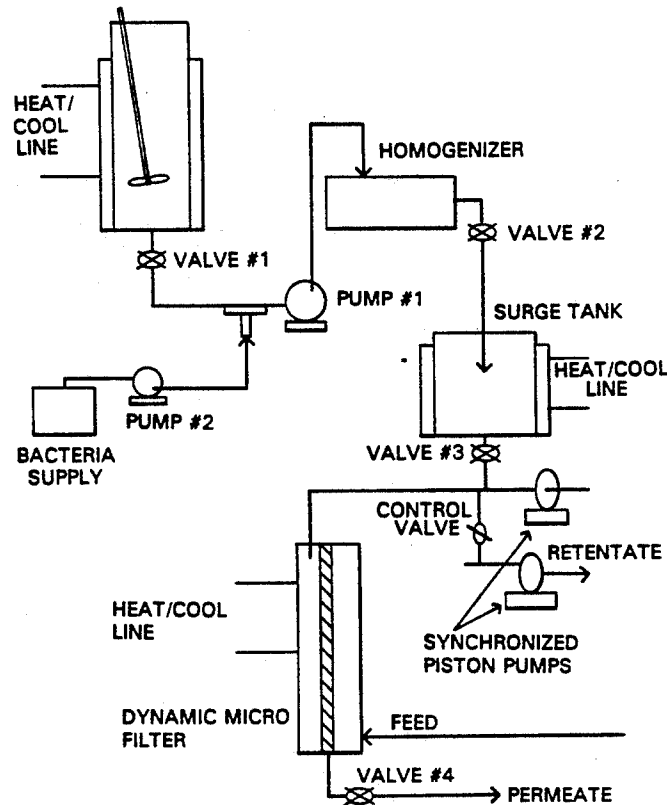 HEAT/
COOL
LINE
HOMOGENIZER
VALVE #1
VALVE #2
PUMP #1
SURGE TANK
HEAT/COOL
LINE
PUMP #2
BACTERIA
SUPPLY
VALVE #3
CONTROL
VALVE
RETENTATE
HEAT/COOL
LINE
SYNCHRONIZED
PISTON PUMPS
DYNAMIC MICRO
FILTER
FEED
VALVE #4
PERMEATE